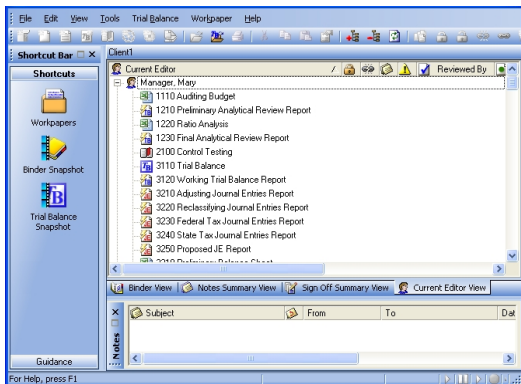 File Edit View Tools Trial Balance Workpaper Help
Shortcut Bar
Client1
Shortcuts
Workpapers
Binder Snapshot
Trial Balance
Snapshot
Guidance
Current Editor / Reviewed By
Manager, Mary
1110 Auditing Budget
1210 Preliminary Analytical Review Report
1220 Ratio Analysis
1230 Final Analytical Review Report
2100 Control Testing
3110 Trial Balance
3120 Working Trial Balance Report
3210 Adjusting Journal Entries Report
3220 Reclassifying Journal Entries Report
3230 Federal Tax Journal Entries Report
3240 State Tax Journal Entries Report
3250 Proposed JE Report
3310 Preliminary Balance Sheet
Binder View Notes Summary View Sign Off Summary View Current Editor View
Notes
Subject From To Dat
For Help, press F1